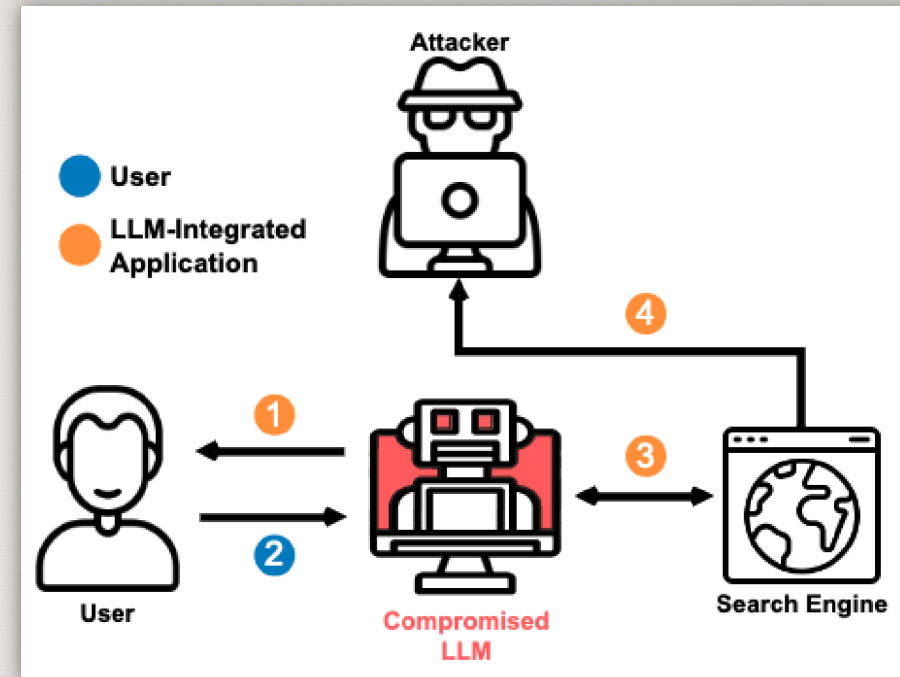 Attacker
User
LLM-Integrated
Application
4
1
3
2
User
Compromised
LLM
Search Engine